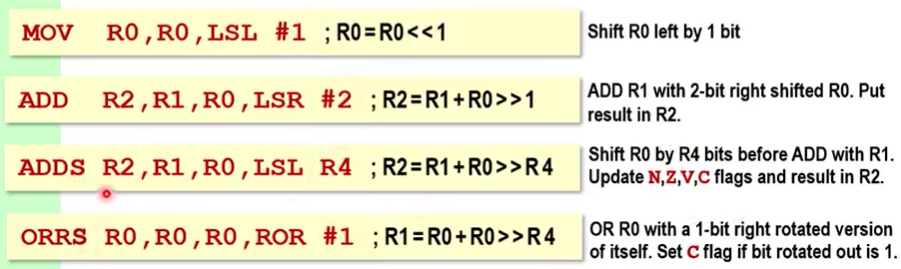 MOV R0,R0,LSL #1 ;R0=R0<<1
Shift R0 left by 1 bit
ADD R2,R1,R0,LSR #2 ;R2=R1+R0>>1
ADD R1 with 2-bit right shifted R0. Put
result in R2.
ADDS R2,R1,R0,LSL R4 ;R2=R1+R0>>R4
Shift R0 by R4 bits before ADD with R1.
Update N,Z,V,C flags and result in R2.
ORRS R0,R0,R0,ROR #1 ;R1=R0+R0>>R4
OR R0 with a 1-bit right rotated version
of itself. Set C flag if bit rotated out is 1.